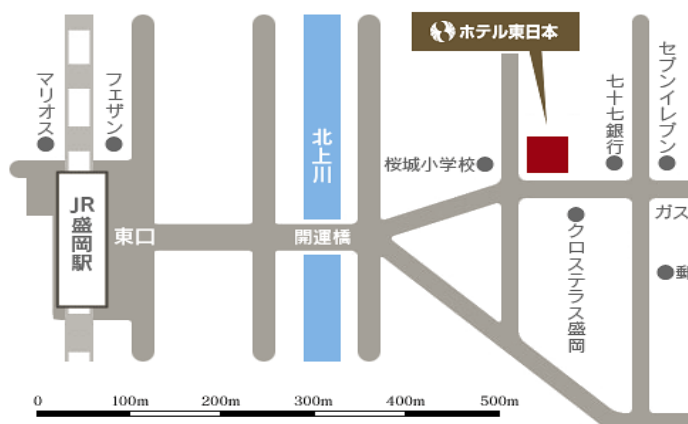 ホテル東日本
マリオス
フェザン
北上川
桜城小学校
七十七銀行
セブンイレブン
JR
盛岡駅
東口
開運橋
クロステラス盛岡
ガス
郵
0 100m 200m 300m 400m 500m